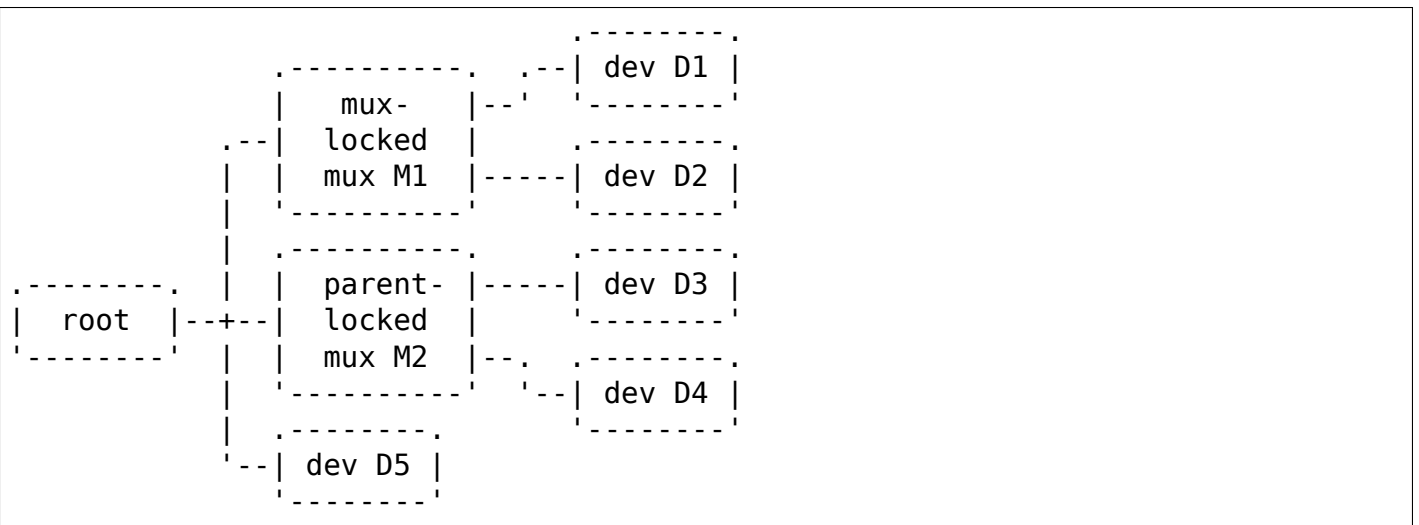 dev D1
mux-
locked
mux M1
dev D2
parent-
locked
mux M2
dev D3
root
dev D4
dev D5